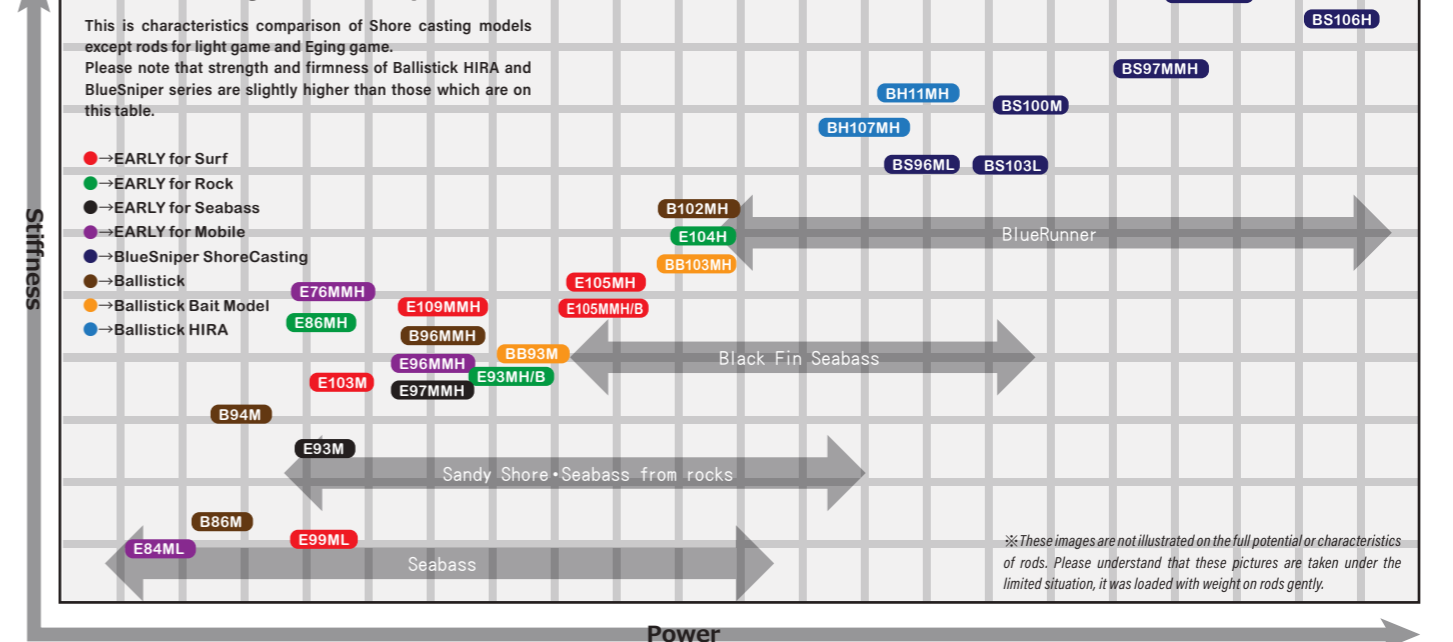 This is characteristics comparison of Shore casting models
except rods for light game and Eging game.
Please note that strength and firmness of Ballistick HIRA and
BlueSniper series are slightly higher than those which are on
this table.
●→EARLY for Surf
●→EARLY for Rock
●→EARLY for Seabass
●→EARLY for Mobile
●→BlueSniper ShoreCasting
●→Ballistick
●→Ballistick Bait Model
●→Ballistick HIRA
Stiffness
BS106H
BS97MMH
BH11MH
BS100M
BH107MH
BS96ML
BS103L
B102MH
E104H
BlueRunner
BB103MH
E105MH
E76MMH
E109MMH
E105MMH/B
E86MH
B96MMH
BB93M
Black Fin Seabass
E96MMH
E93MH/B
E103M
E97MMH
B94M
E93M
Sandy Shore•Seabass from rocks
B86M
E99ML
E84ML
Seabass
※These images are not illustrated on the full potential or characteristics
of rods. Please understand that these pictures are taken under the
limited situation, it was loaded with weight on rods gently.
Power